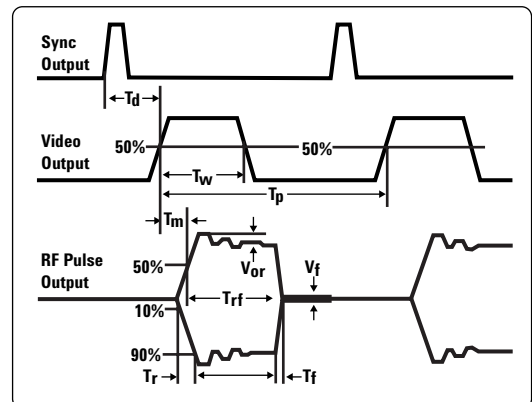 Sync
Output
Td
Video
Output
50%
50%
Tw
Tp
Tm
RF Pulse
Output
50%
Vor
Vf
Trf
10%
90%
Tr
Tf